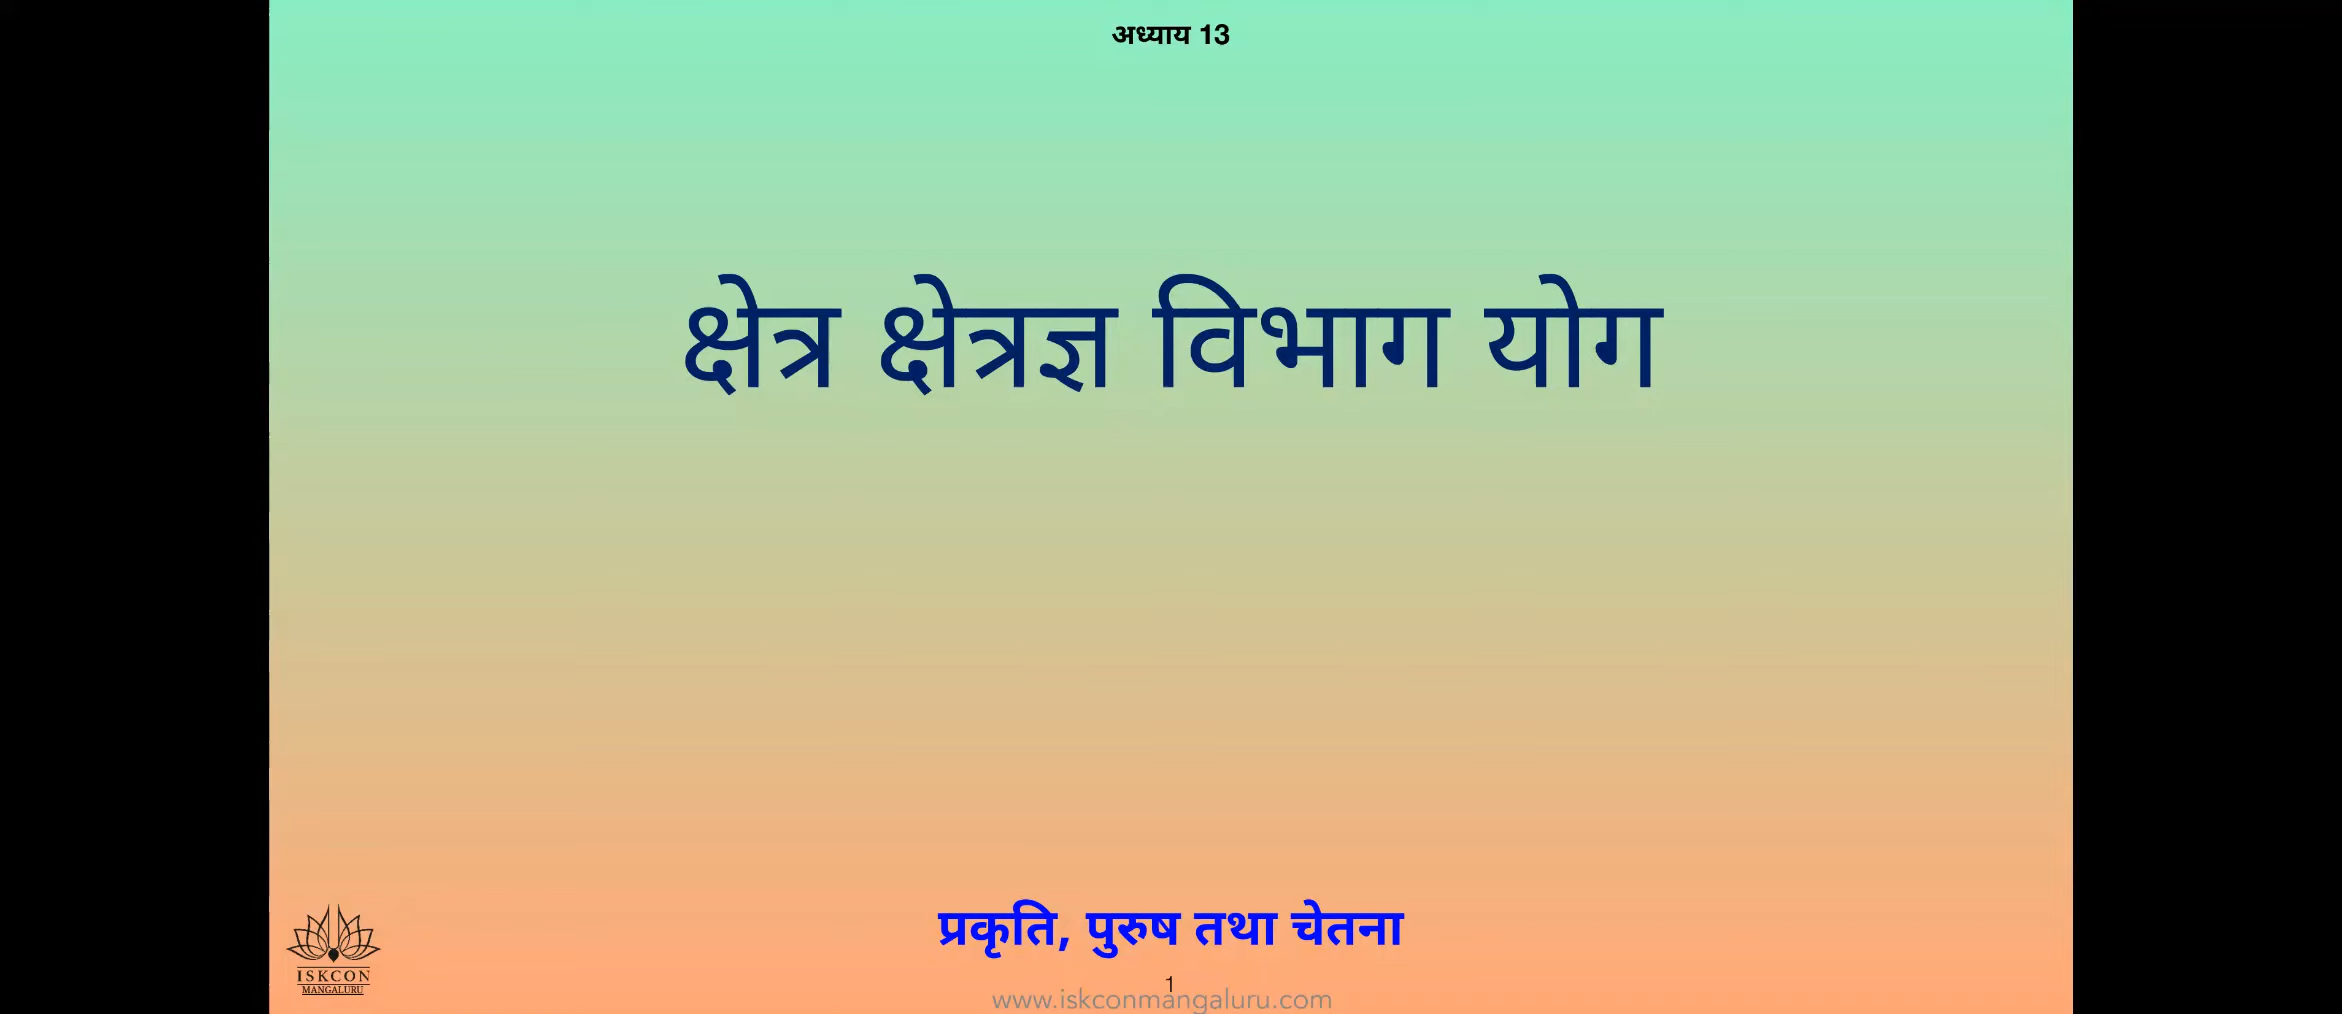 अध्याय 13
क्षेत्र क्षेत्रज्ञ विभाग योग
प्रकृति, पुरुष तथा चेतना
ISKCON
MANGALURU
1
www.iskconmangaluru.com